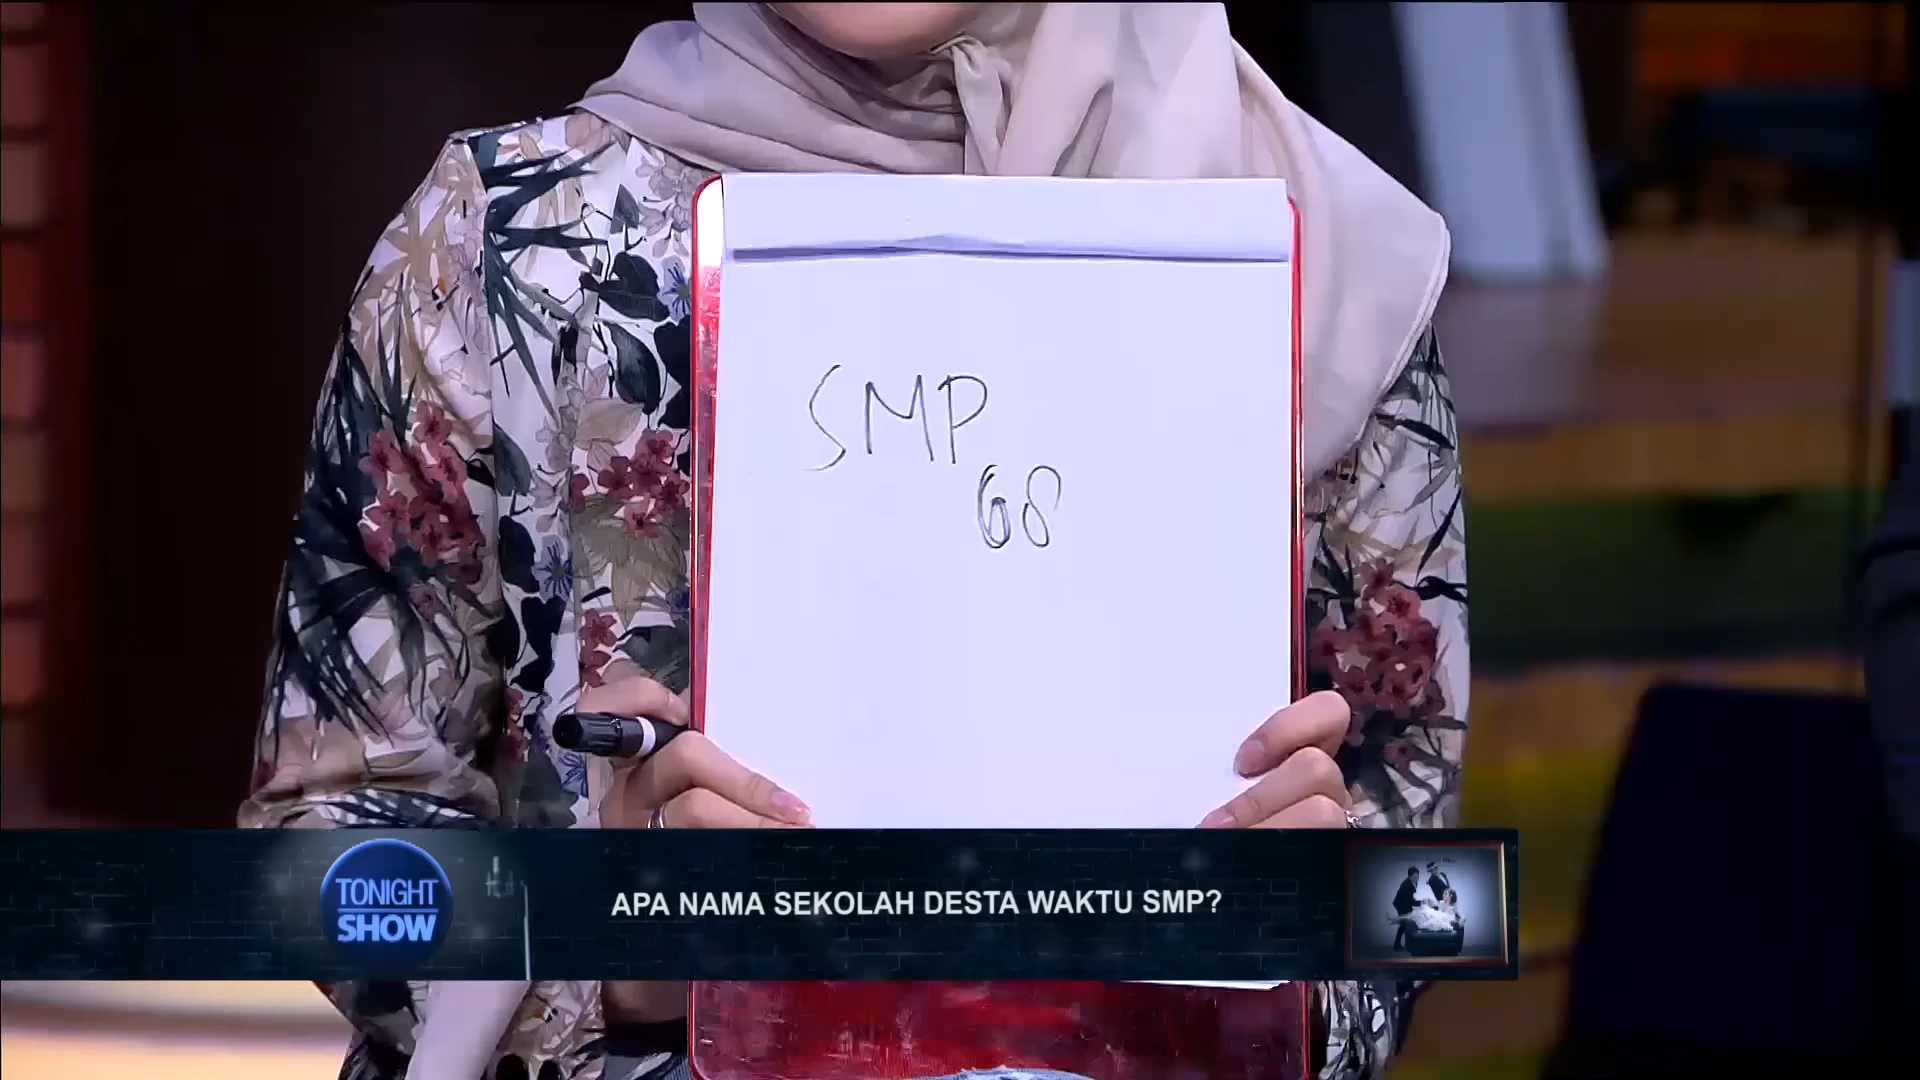 SMP
68
TONIGHT
SHOW
APA NAMA SEKOLAH DESTA WAKTU SMP?